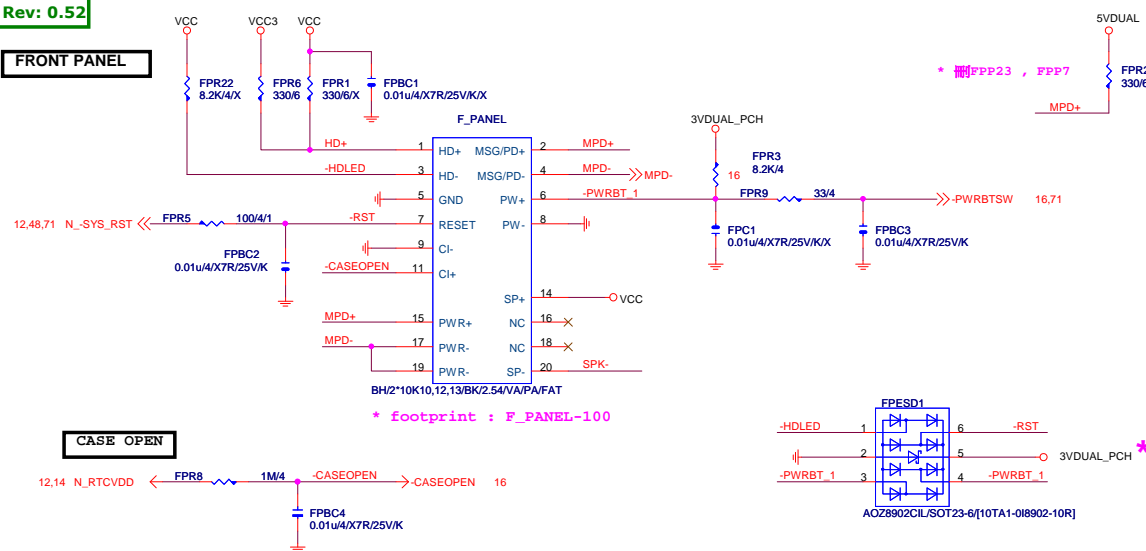 Rev: 0.52
FRONT PANEL
VCC
VCC3
VCC
5VDUAL
FPR22
8.2K/4/X
FPR6
330/6
FPR1
330/6/X
FPBC1
0.01u/4/X7R/25V/K/X
* 刪FPP23 , FPP7
FPR2
330/6
MPD+
F_PANEL
3VDUAL_PCH
HD+ 1 HD+ MSG/PD+ 2 MPD+
-HDLED 3 HD- MSG/PD- 4 MPD- MPD-
FPR3
8.2K/4
16
5 GND PW+ 6 -PWRBT_1
FPR9 33/4
-PWRBTSW 16,71
12,48,71 N_-SYS_RST FPR5 100/4/1 -RST 7 RESET PW- 8
9 CI-
FPC1
0.01u/4/X7R/25V/K/X
FPBC3
0.01u/4/X7R/25V/K
FPBC2
0.01u/4/X7R/25V/K
-CASEOPEN 11 CI+
SP+ 14 VCC
MPD+ 15 PWR+ NC 16
MPD- 17 PWR- NC 18
19 PWR- SP- 20 SPK-
BH/2*10K10,12,13/BK/2.54/VA/PA/FAT
* footprint : F_PANEL-100
CASE OPEN
12,14 N_RTCVDD FPR8 1M/4 -CASEOPEN -CASEOPEN 16
FPBC4
0.01u/4/X7R/25V/K
FPESD1
-HDLED 1 6 -RST
2 5 3VDUAL_PCH *
-PWRBT_1 3 4 -PWRBT_1
AOZ8902CIL/SOT23-6/[10TA1-0I8902-10R]